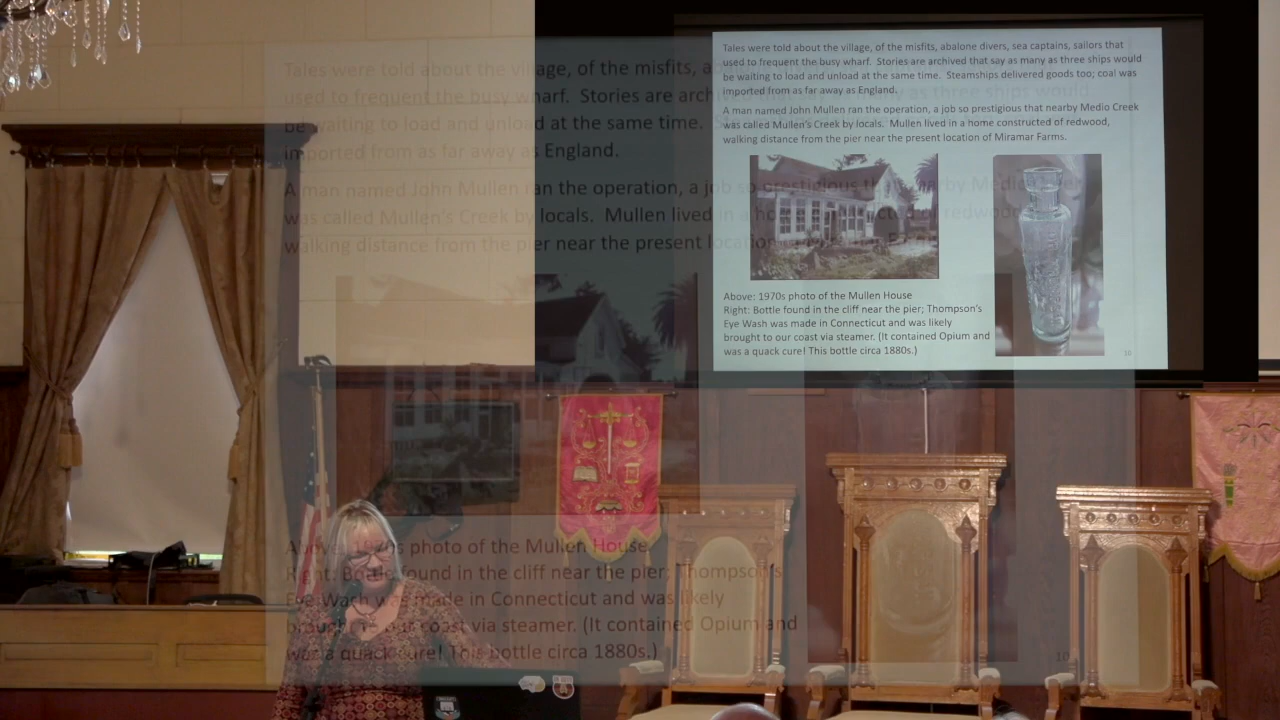 Tales were told about the village, of the misfits, abalone divers, sea captains, sailors that
used to frequent the busy wharf. Stories are archived that say as many as three ships would
be waiting to load and unload at the same time. Steamships delivered goods too; coal was
imported from as far away as England.
A man named John Mullen ran the operation, a job so prestigious that nearby Medio Creek
was called Mullen's Creek by locals. Mullen lived in a home constructed of redwood,
walking distance from the pier near the present location of Miramar Farms.
Above: 1970s photo of the Mullen House
Right: Bottle found in the cliff near the pier; Thompson's
Eye Wash was made in Connecticut and was likely
brought to our coast via steamer. (It contained Opium and
was a quack cure! This bottle circa 1880s.)